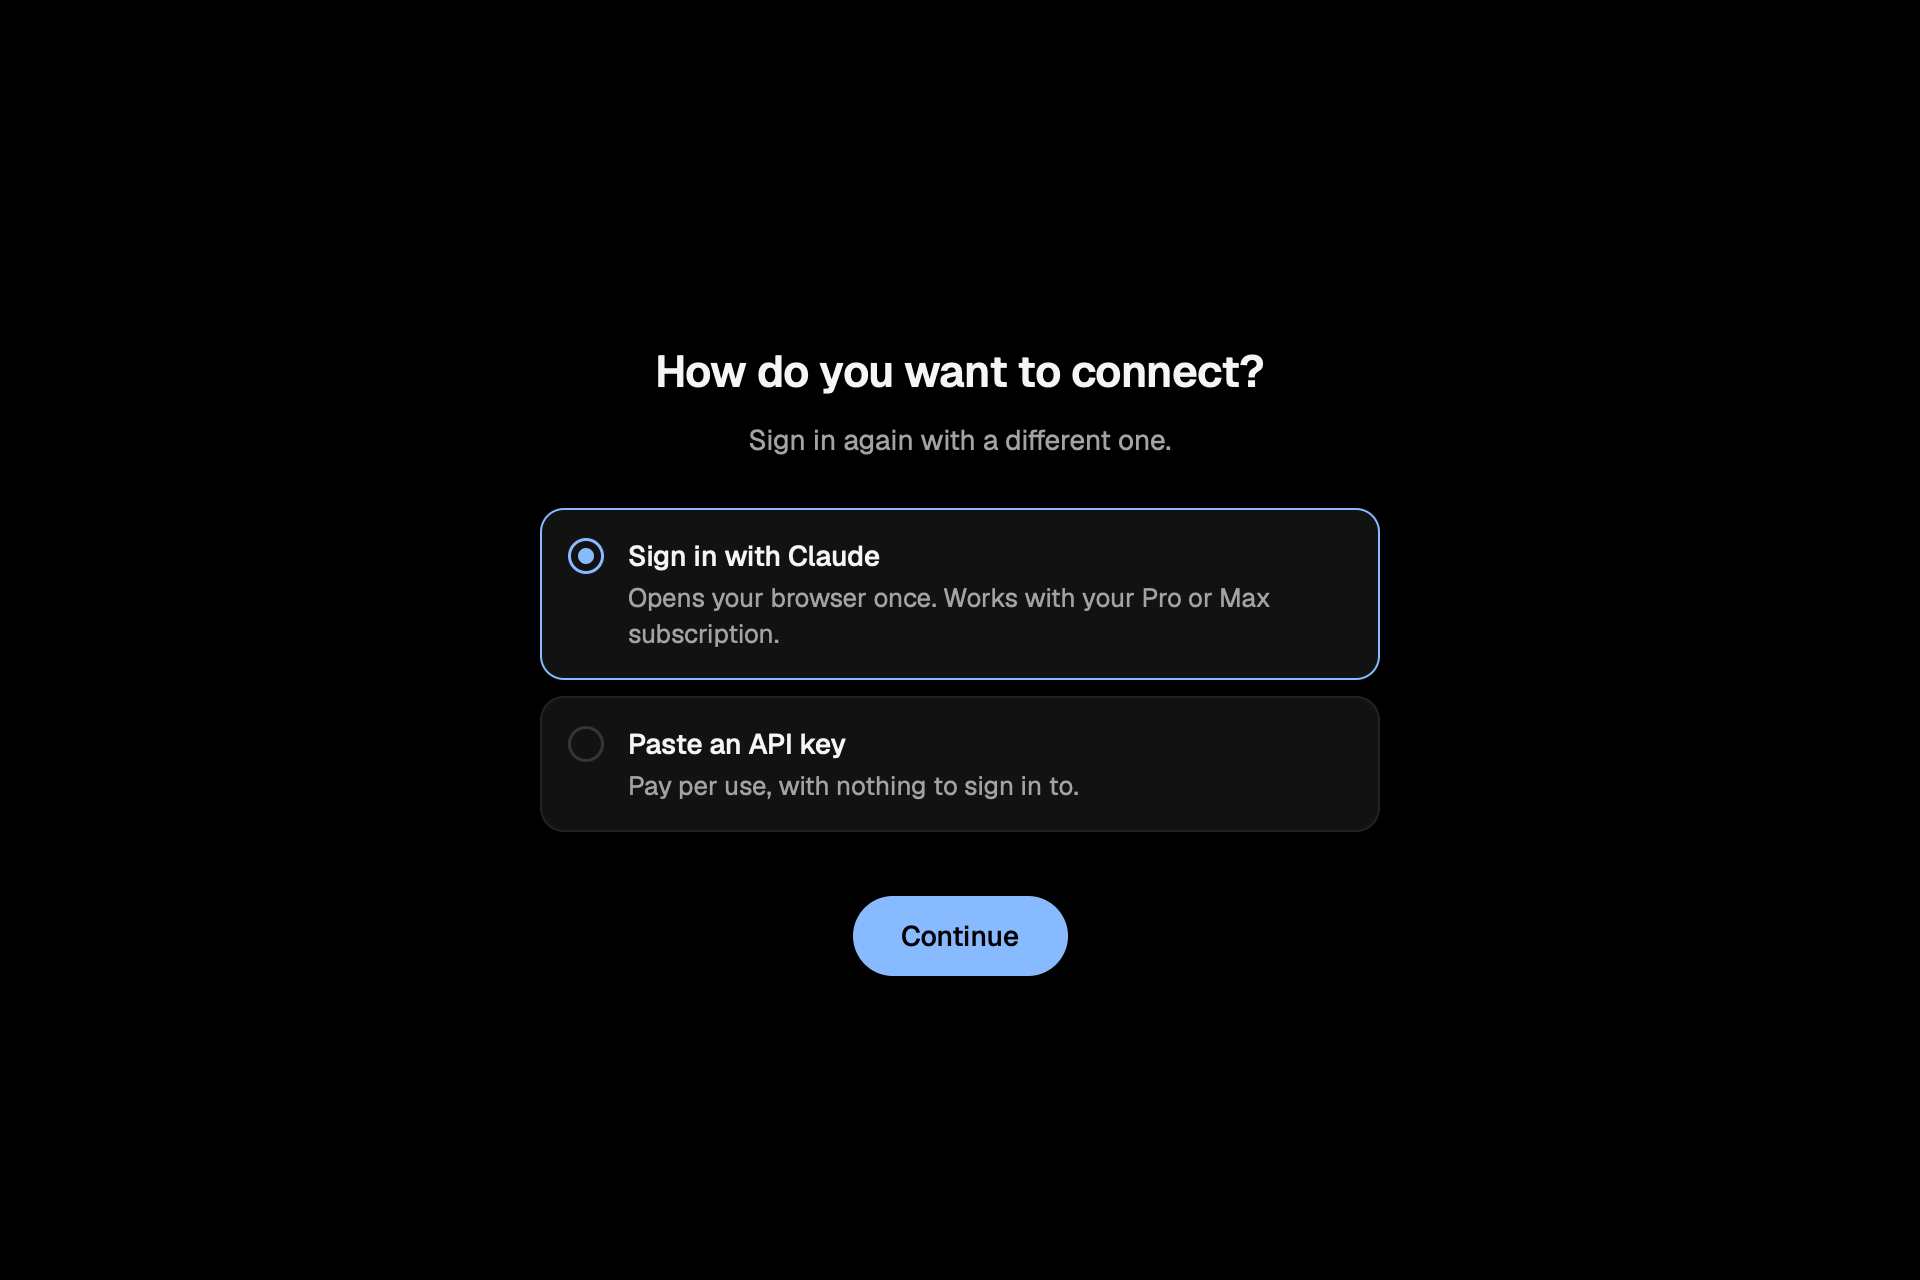 How do you want to connect?
Sign in again with a different one.
Sign in with Claude
Opens your browser once. Works with your Pro or Max
subscription.
Paste an API key
Pay per use, with nothing to sign in to.
Continue